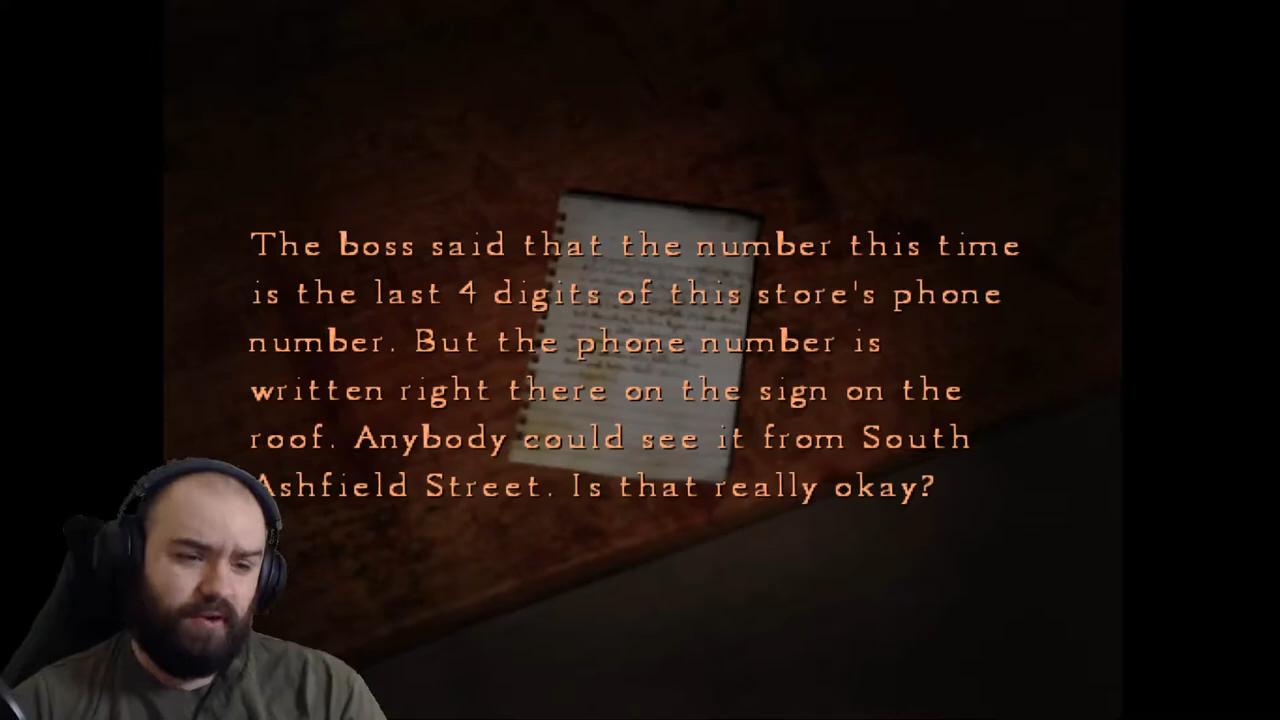 The boss said that the number this time
is the last 4 digits of this store's phone
number. But the phone number is
written right there on the sign on the
roof. Anybody could see it from South
Ashfield Street. Is that really okay?